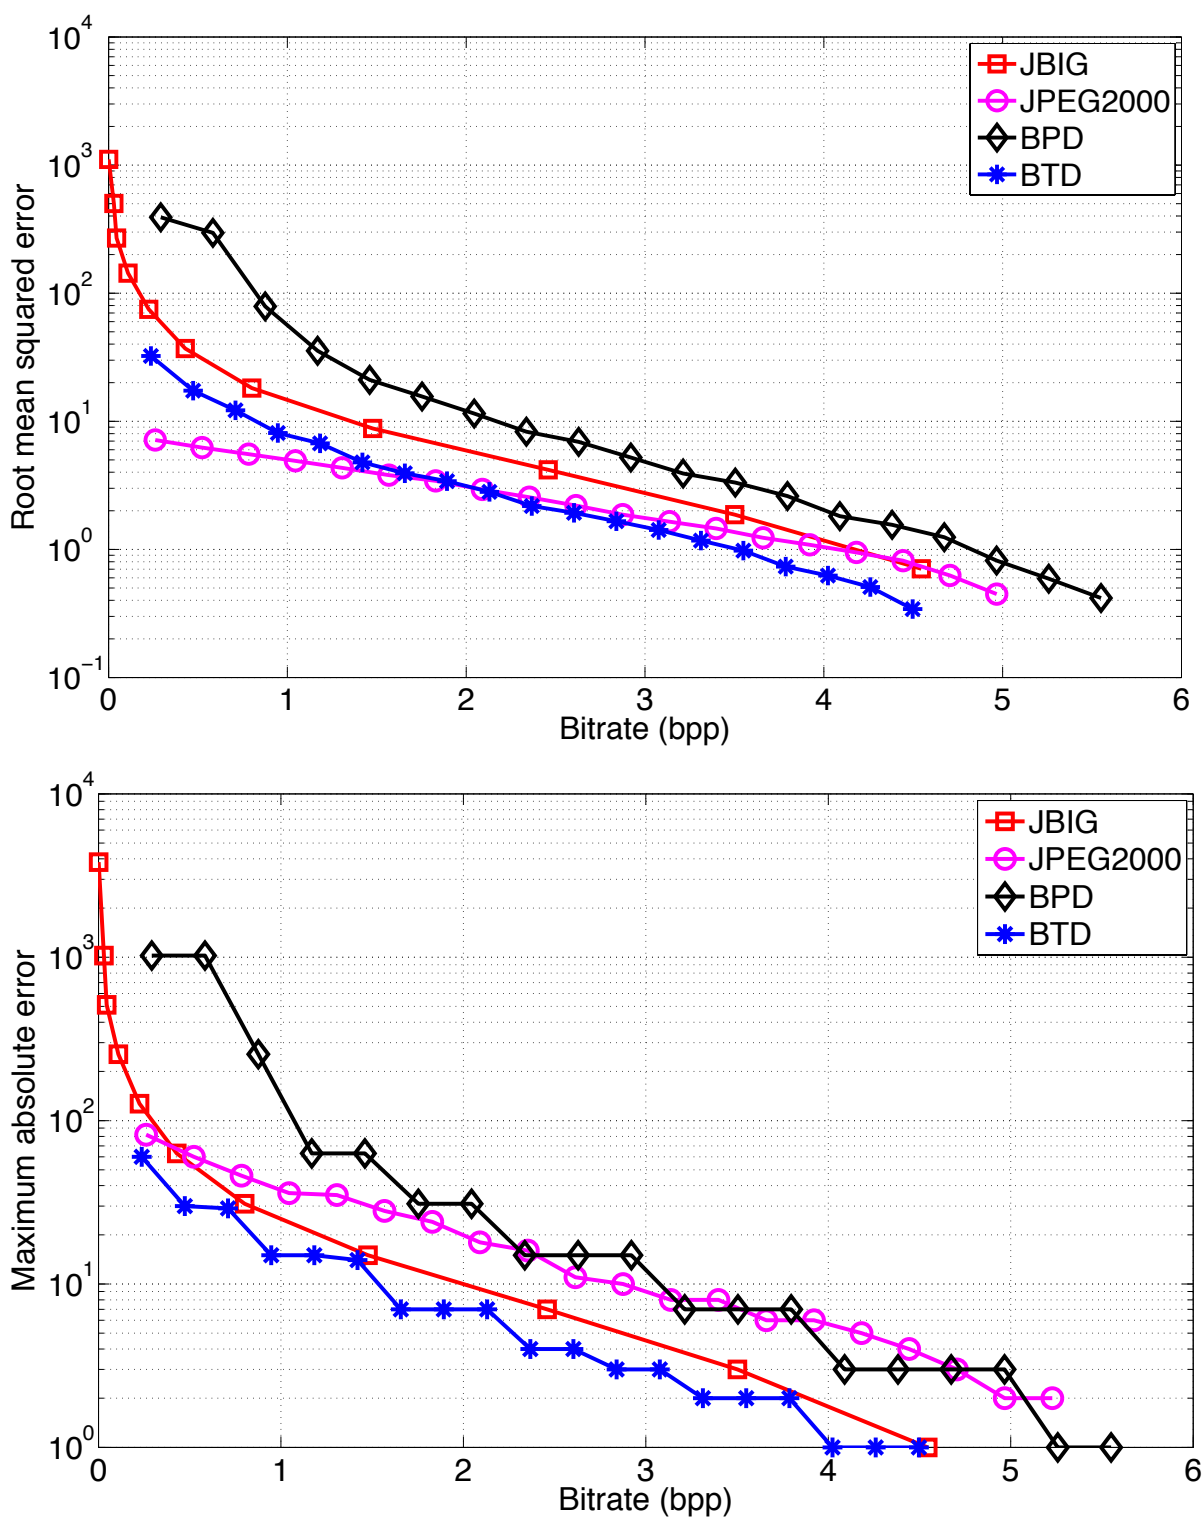 10^4
10^3
10^2
10^1
10^0
10^−1
Root mean squared error
JBIG
JPEG2000
BPD
BTD
0 1 2 3 4 5 6
Bitrate (bpp)
10^4
10^3
10^2
10^1
10^0
Maximum absolute error
JBIG
JPEG2000
BPD
BTD
0 1 2 3 4 5 6
Bitrate (bpp)